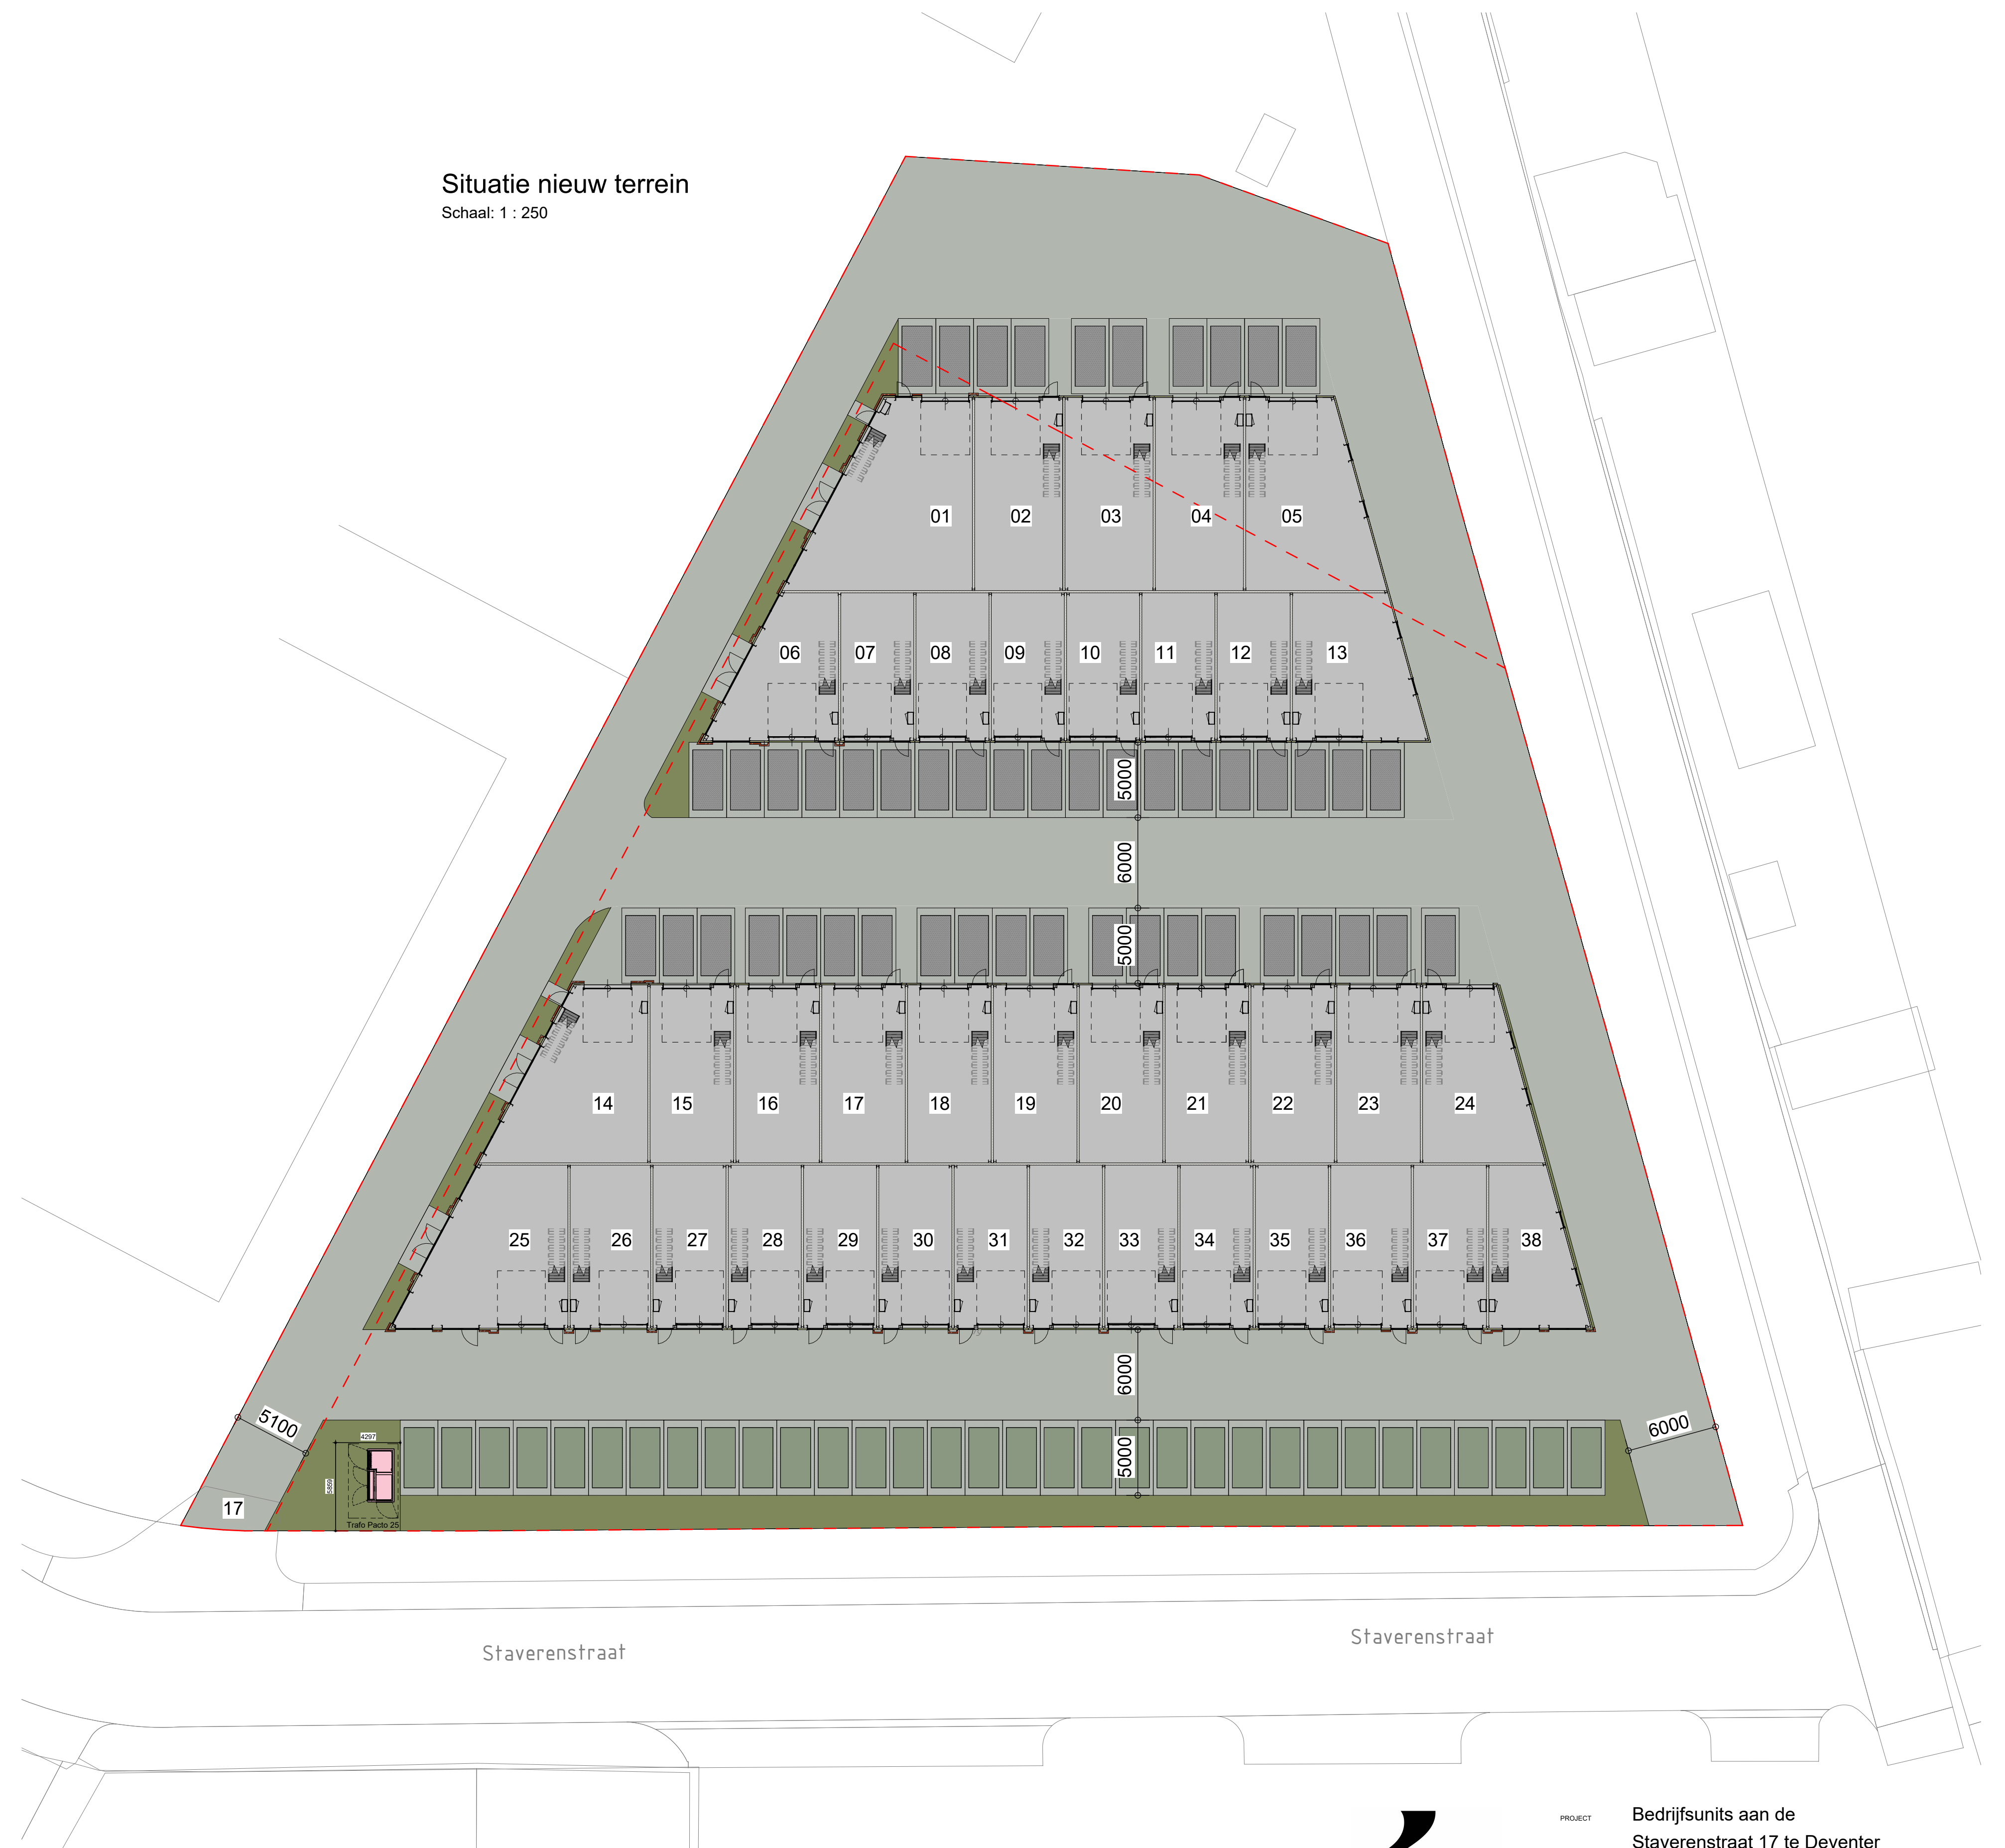 Situatie nieuw terrein
Schaal: 1 : 250
01 02 03 04 05
06 07 08 09 10 11 12 13
5000
6000
5000
14 15 16 17 18 19 20 21 22 23 24
25 26 27 28 29 30 31 32 33 34 35 36 37 38
6000
5100
6000
4297
5000
5869
17
Trafo Pacto 25
Staverenstraat
Staverenstraat
PROJECT
Bedrijfsunits aan de
Staverenstraat 17 te Deventer